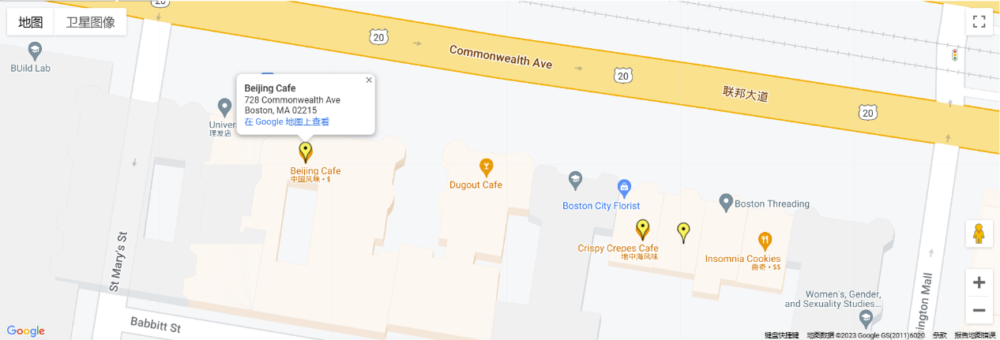 地图
卫星图像
20
20
Commonwealth Ave
20
联邦大道
20
BUild Lab
Beijing Cafe
728 Commonwealth Ave
Boston, MA 02215
在 Google 地图上查看
理发店
Beijing Cafe
中国风味 • $
Dugout Cafe
Boston City Florist
Boston Threading
Crispy Crepes Cafe
地中海风味
Insomnia Cookies
曲奇 • $$
St Mary's St
Women's, Gender,
and Sexuality Studies...
Babbitt St
ington Mall
Google
键盘快捷键 地图数据 ©2023 Google GS(2011)6020 条款 报告地图错误